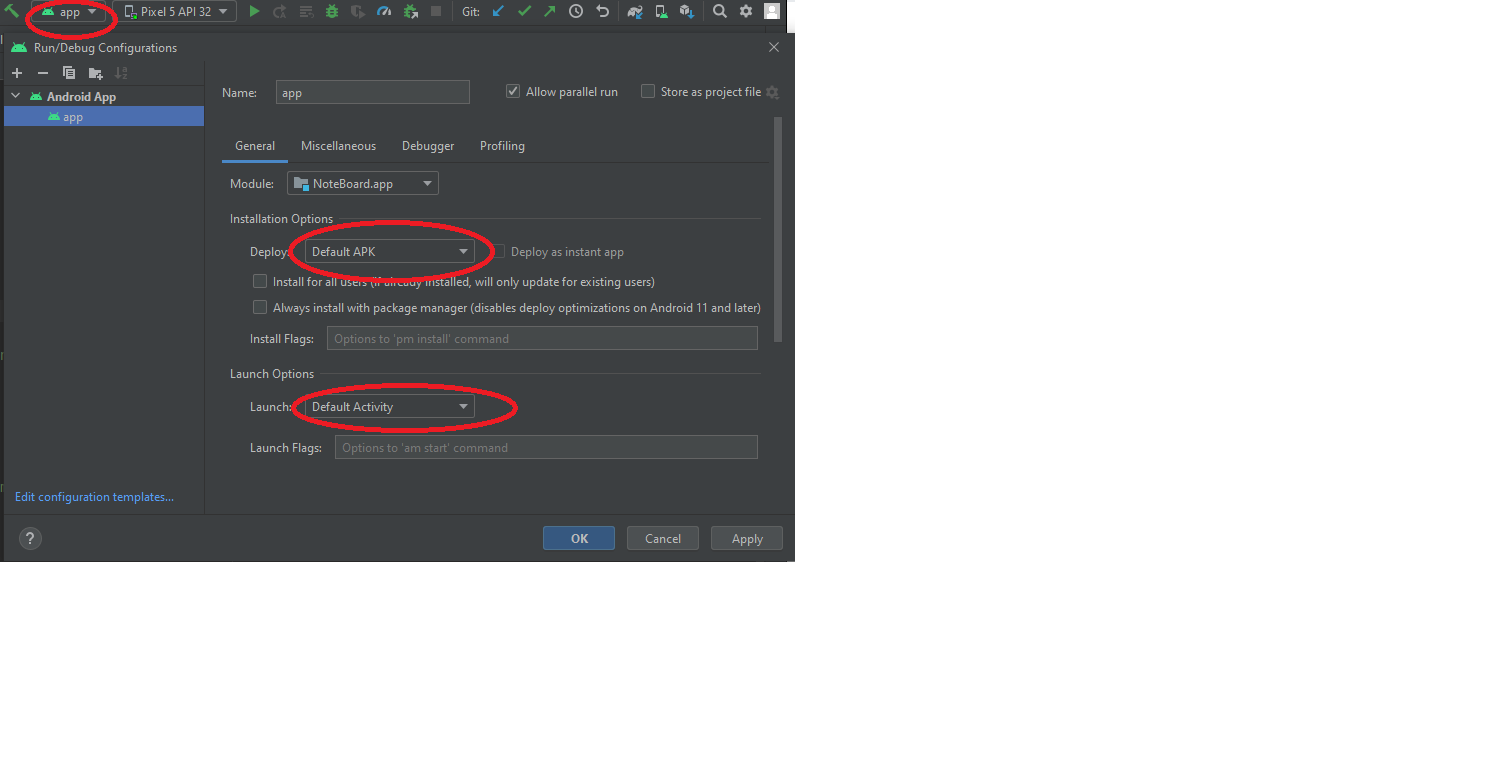 app Pixel 5 API 32 Git:
Run/Debug Configurations
Android App
app
Name: app Allow parallel run Store as project file
General Miscellaneous Debugger Profiling
Module: NoteBoard.app
Installation Options
Deploy: Default APK Deploy as instant app
Install for all users (if already installed, will only update for existing users)
Always install with package manager (disables deploy optimizations on Android 11 and later)
Install Flags: Options to 'pm install' command
Launch Options
Launch: Default Activity
Launch Flags: Options to 'am start' command
Edit configuration templates...
?
OK Cancel Apply